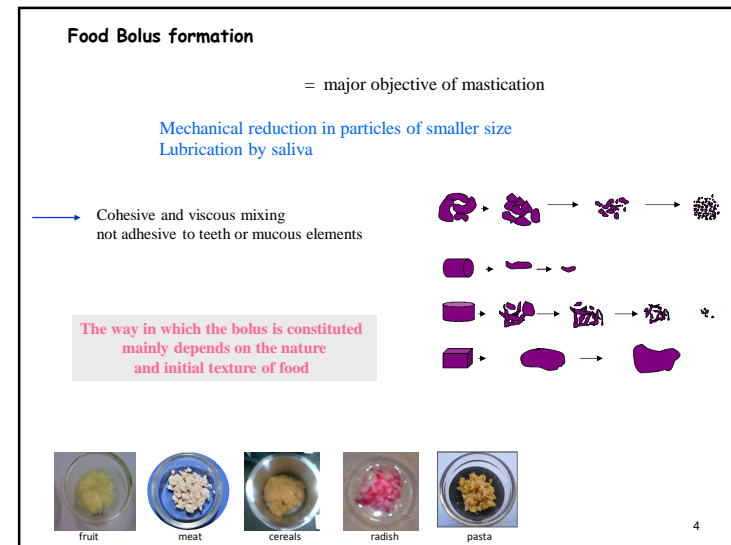 Food Bolus formation
= major objective of mastication
Mechanical reduction in particles of smaller size
Lubrication by saliva
Cohesive and viscous mixing
not adhesive to teeth or mucous elements
The way in which the bolus is constituted
mainly depends on the nature
and initial texture of food
fruit
meat
cereals
radish
pasta
4